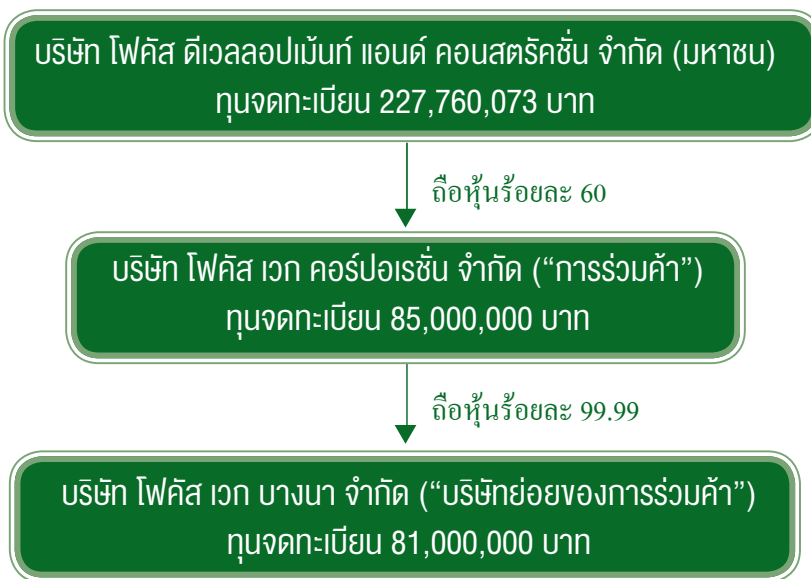 บริษัท โฟคัส ดีเวลลอปเม้นท์ แอนด์ คอนสตรัคชั่น จำกัด (มหาชน)
ทุนจดทะเบียน 227,760,073 บาท
ถือหุ้นร้อยละ 60
บริษัท โฟคัส เวก คอร์ปอเรชั่น จำกัด (“การร่วมค้า”)
ทุนจดทะเบียน 85,000,000 บาท
ถือหุ้นร้อยละ 99.99
บริษัท โฟคัส เวก บางนา จำกัด (“บริษัทย่อยของการร่วมค้า”)
ทุนจดทะเบียน 81,000,000 บาท